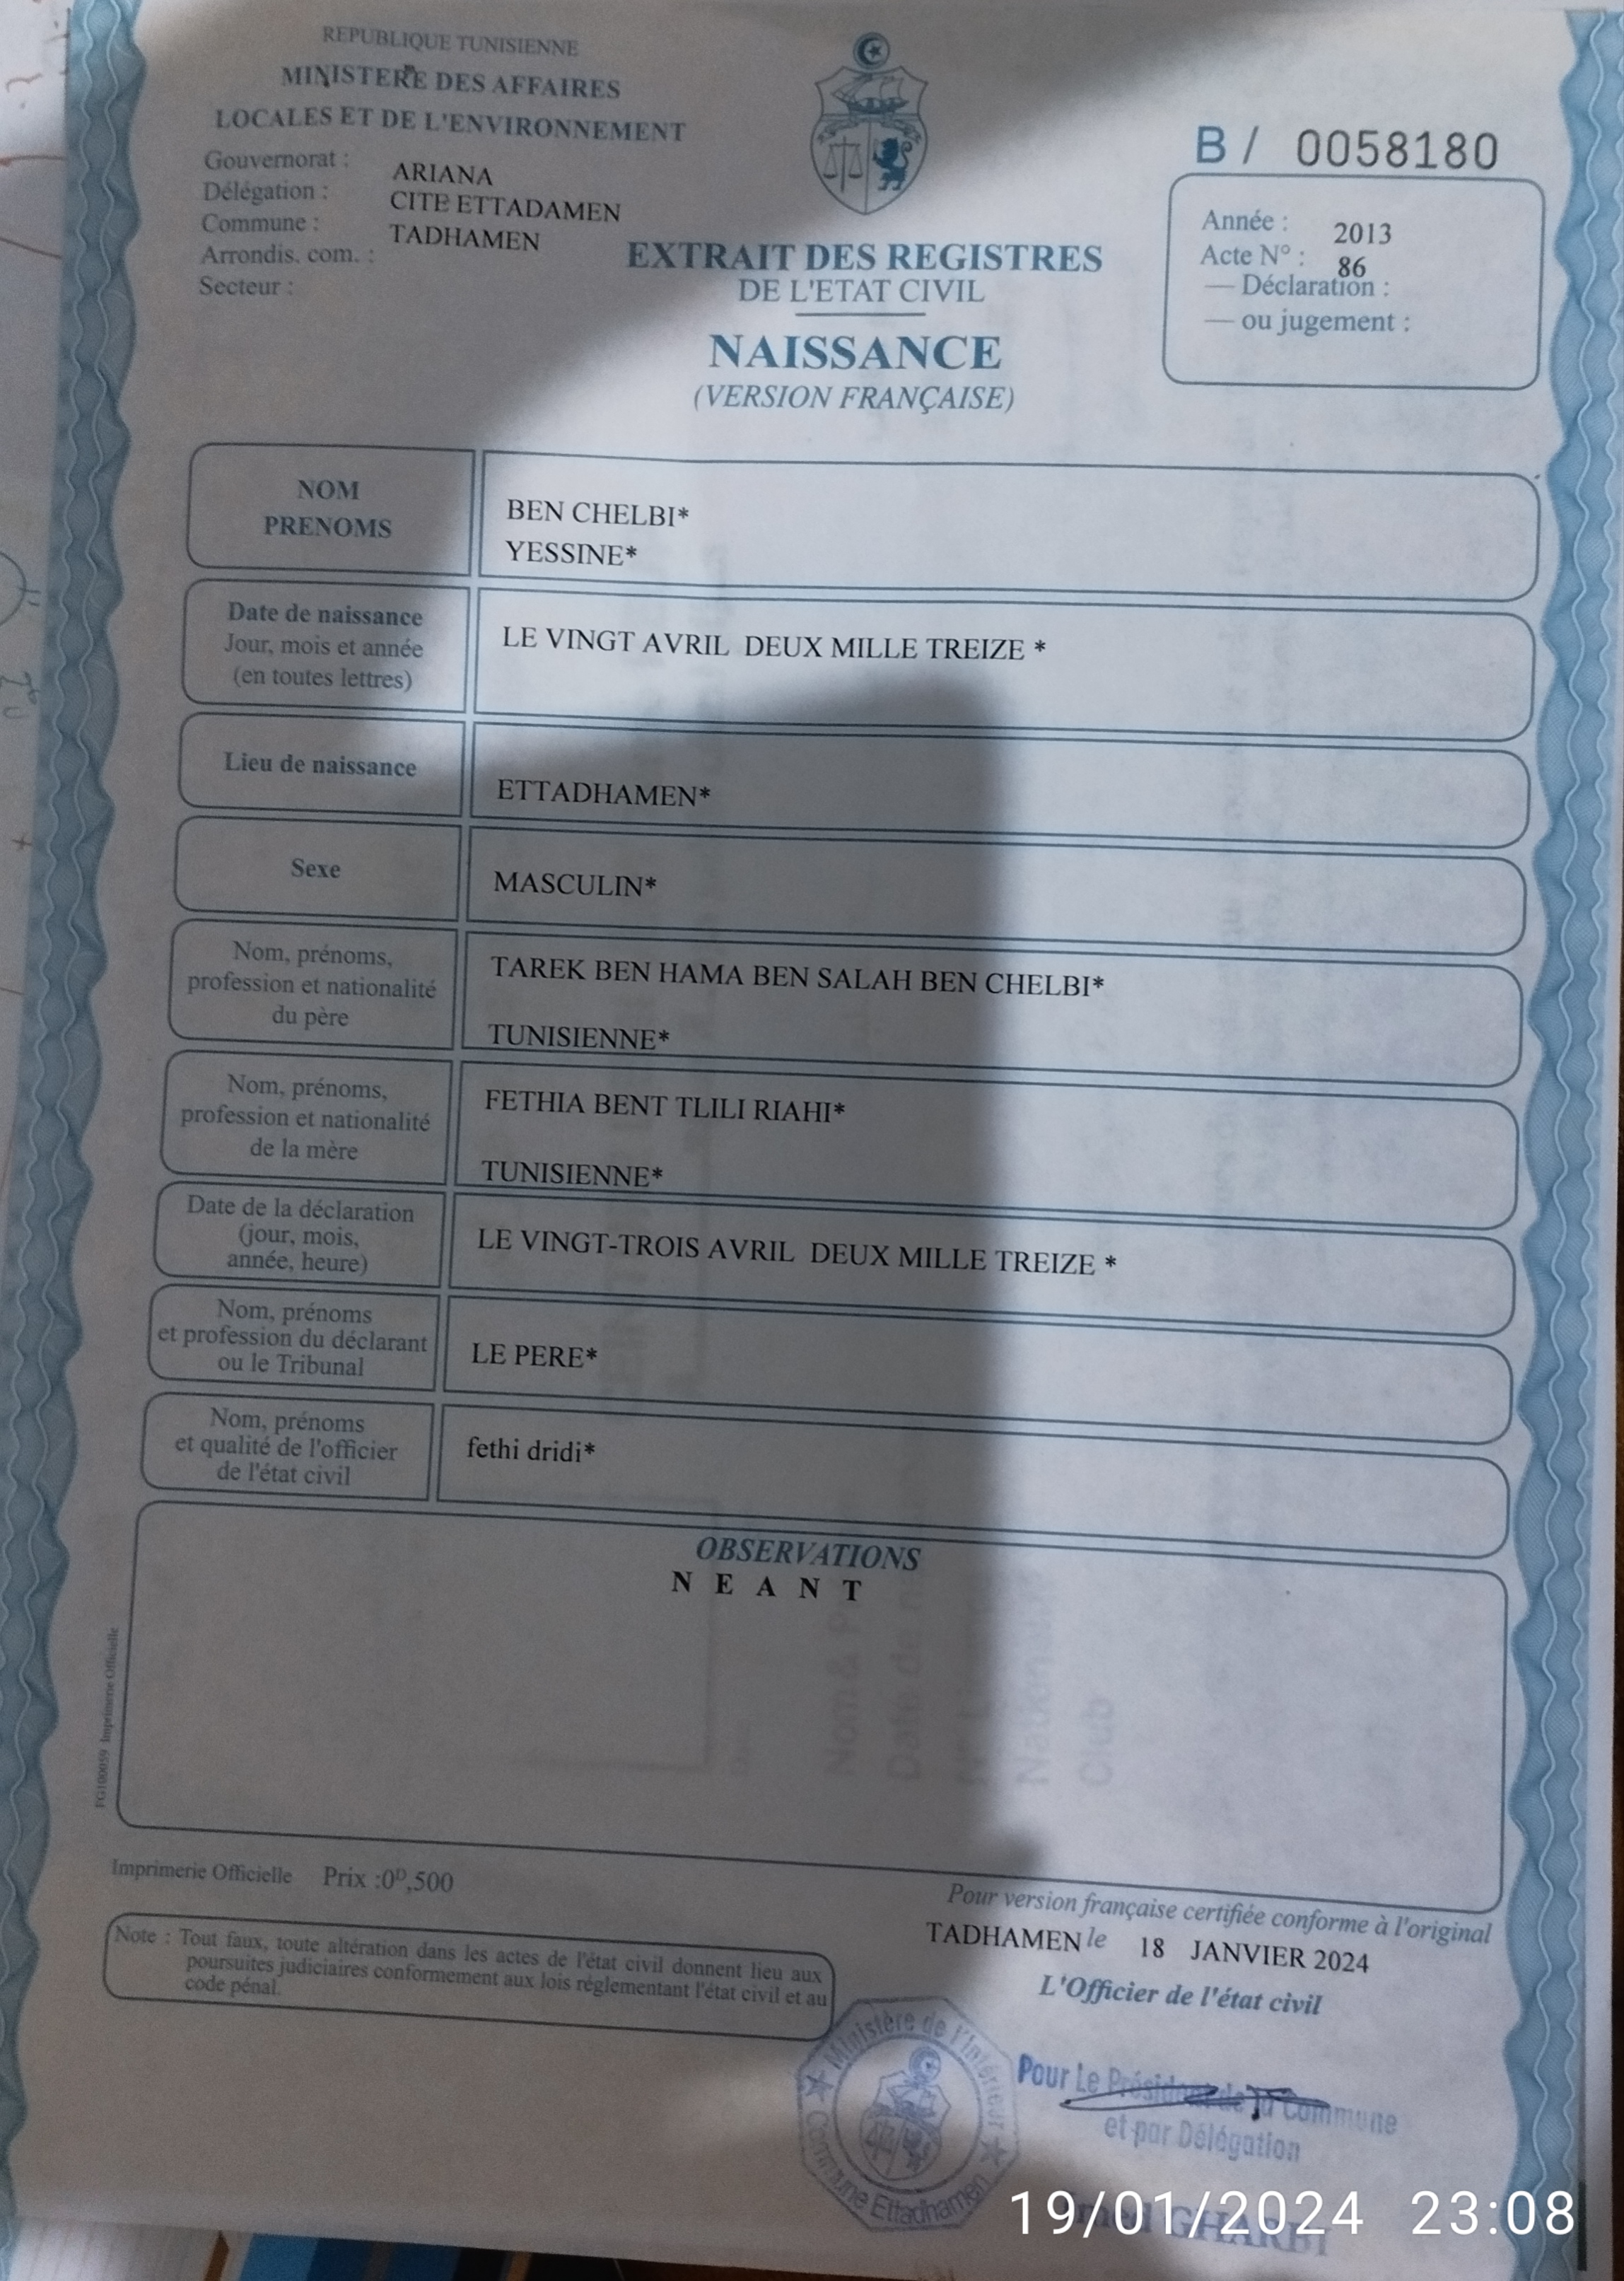 REPUBLIQUE TUNISIENNE
MINISTERE DES AFFAIRES
LOCALES ET DE L'ENVIRONNEMENT
Gouvernorat : ARIANA
Délégation : CITE ETTADAMEN
Commune : TADHAMEN
Arrondis. com. :
Secteur :
B / 0058180
Année : 2013
Acte N° : 86
— Déclaration :
— ou jugement :
EXTRAIT DES REGISTRES
DE L'ETAT CIVIL
NAISSANCE
(VERSION FRANÇAISE)
NOM
PRENOMS
BEN CHELBI*
YESSINE*
Date de naissance
Jour, mois et année
(en toutes lettres)
LE VINGT AVRIL DEUX MILLE TREIZE *
Lieu de naissance
ETTADHAMEN*
Sexe
MASCULIN*
Nom, prénoms,
profession et nationalité
du père
TAREK BEN HAMA BEN SALAH BEN CHELBI*
TUNISIENNE*
Nom, prénoms,
profession et nationalité
de la mère
FETHIA BENT TLILI RIAHI*
TUNISIENNE*
Date de la déclaration
(jour, mois,
année, heure)
LE VINGT-TROIS AVRIL DEUX MILLE TREIZE *
Nom, prénoms
et profession du déclarant
ou le Tribunal
LE PERE*
Nom, prénoms
et qualité de l'officier
de l'état civil
fethi dridi*
OBSERVATIONS
N E A N T
FG100059 Imprimerie Officielle
Imprimerie Officielle Prix :0ᴰ,500
Note : Tout faux, toute altération dans les actes de l'état civil donnent lieu aux
poursuites judiciaires conformement aux lois réglementant l'état civil et au
code pénal.
Pour version française certifiée conforme à l'original
TADHAMEN le 18 JANVIER 2024
L'Officier de l'état civil
Ministère de l'Intérieur
Commune Ettadhamen
Pour Le Président de la Commune
et par Délégation
GHARBI
19/01/2024 23:08